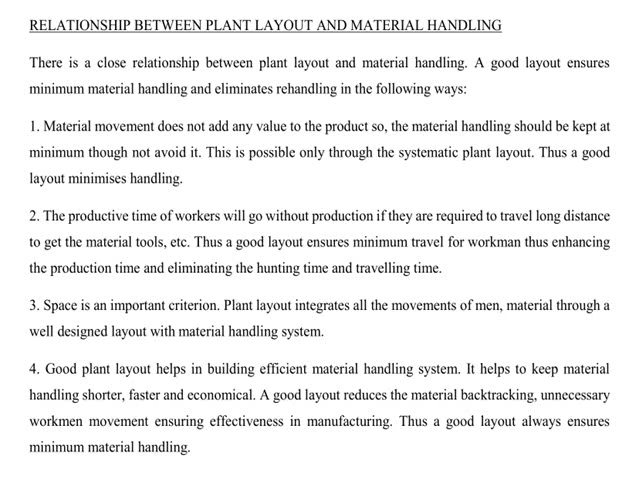 RELATIONSHIP BETWEEN PLANT LAYOUT AND MATERIAL HANDLING
There is a close relationship between plant layout and material handling. A good layout ensures
minimum material handling and eliminates rehandling in the following ways:
1. Material movement does not add any value to the product so, the material handling should be kept at
minimum though not avoid it. This is possible only through the systematic plant layout. Thus a good
layout minimises handling.
2. The productive time of workers will go without production if they are required to travel long distance
to get the material tools, etc. Thus a good layout ensures minimum travel for workman thus enhancing
the production time and eliminating the hunting time and travelling time.
3. Space is an important criterion. Plant layout integrates all the movements of men, material through a
well designed layout with material handling system.
4. Good plant layout helps in building efficient material handling system. It helps to keep material
handling shorter, faster and economical. A good layout reduces the material backtracking, unnecessary
workmen movement ensuring effectiveness in manufacturing. Thus a good layout always ensures
minimum material handling.